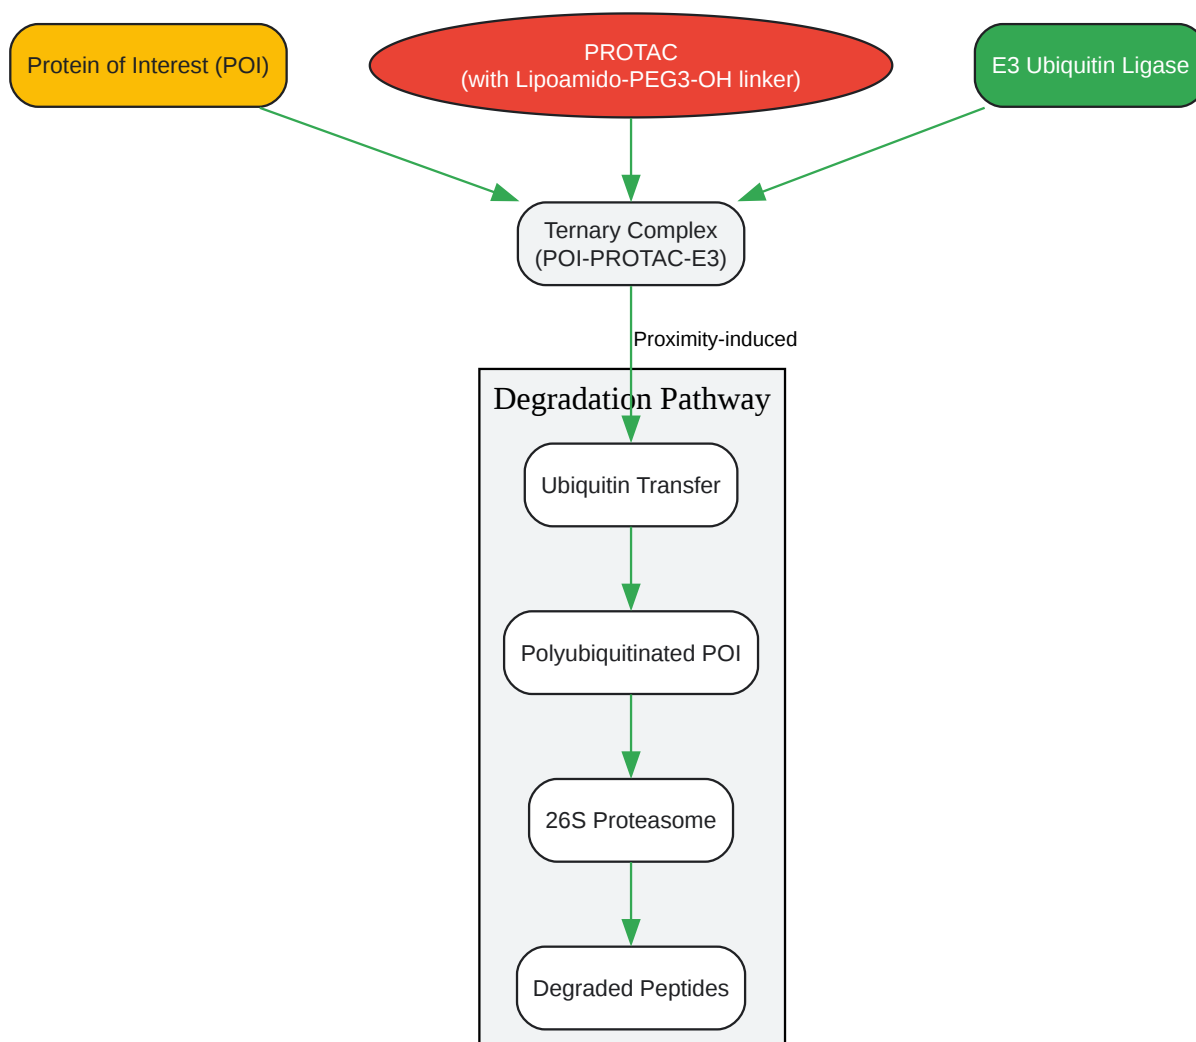 Protein of Interest (POI)
PROTAC
(with Lipoamido-PEG3-OH linker)
E3 Ubiquitin Ligase
Ternary Complex
(POI-PROTAC-E3)
Proximity-induced
Degradation Pathway
Ubiquitin Transfer
Polyubiquitinated POI
26S Proteasome
Degraded Peptides